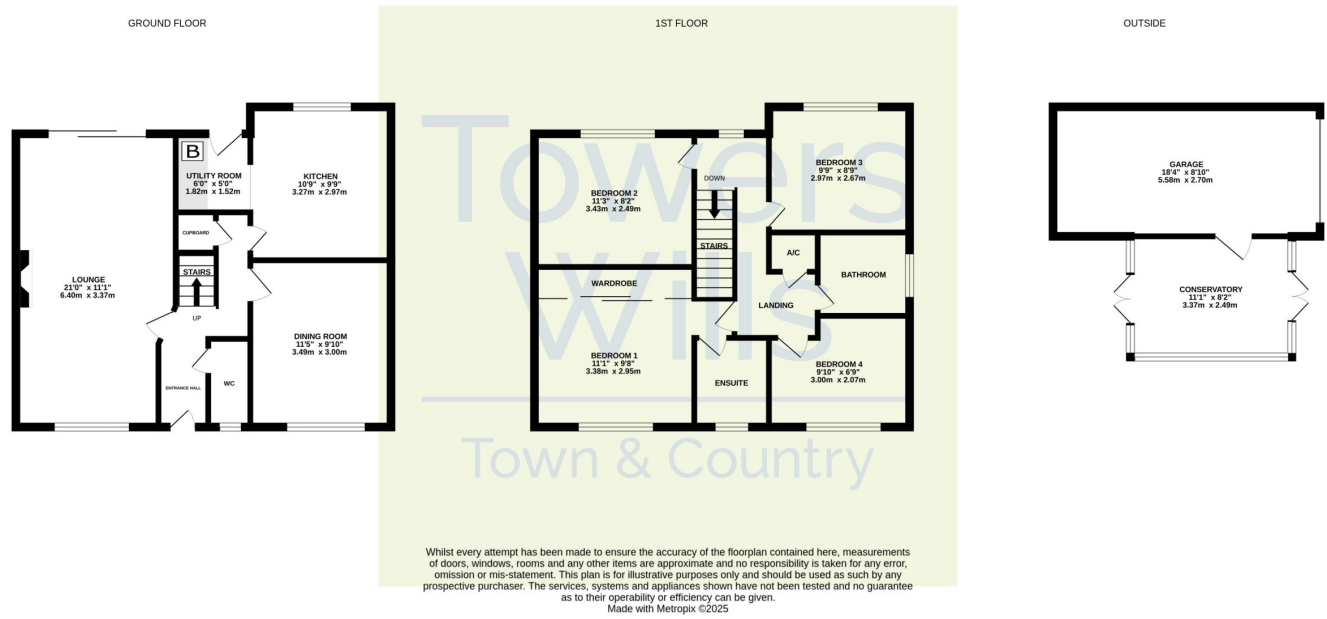 GROUND FLOOR
1ST FLOOR
OUTSIDE
B
UTILITY ROOM
6'0" x 5'0"
1.82m x 1.52m
KITCHEN
10'9" x 9'9"
3.27m x 2.97m
CUPBOARD
STAIRS
UP
LOUNGE
21'0" x 11'1"
6.40m x 3.37m
DINING ROOM
11'5" x 9'10"
3.49m x 3.00m
ENTRANCE HALL
WC
BEDROOM 2
11'3" x 8'2"
3.43m x 2.49m
DOWN
STAIRS
BEDROOM 3
9'9" x 8'9"
2.97m x 2.67m
A/C
BATHROOM
WARDROBE
LANDING
BEDROOM 1
11'1" x 9'8"
3.38m x 2.95m
ENSUITE
BEDROOM 4
9'10" x 6'9"
3.00m x 2.07m
GARAGE
18'4" x 8'10"
5.58m x 2.70m
CONSERVATORY
11'1" x 8'2"
3.37m x 2.49m
Towers
Wills
Town & Country
Whilst every attempt has been made to ensure the accuracy of the floorplan contained here, measurements
of doors, windows, rooms and any other items are approximate and no responsibility is taken for any error,
omission or mis-statement. This plan is for illustrative purposes only and should be used as such by any
prospective purchaser. The services, systems and appliances shown have not been tested and no guarantee
as to their operability or efficiency can be given.
Made with Metropix ©2025